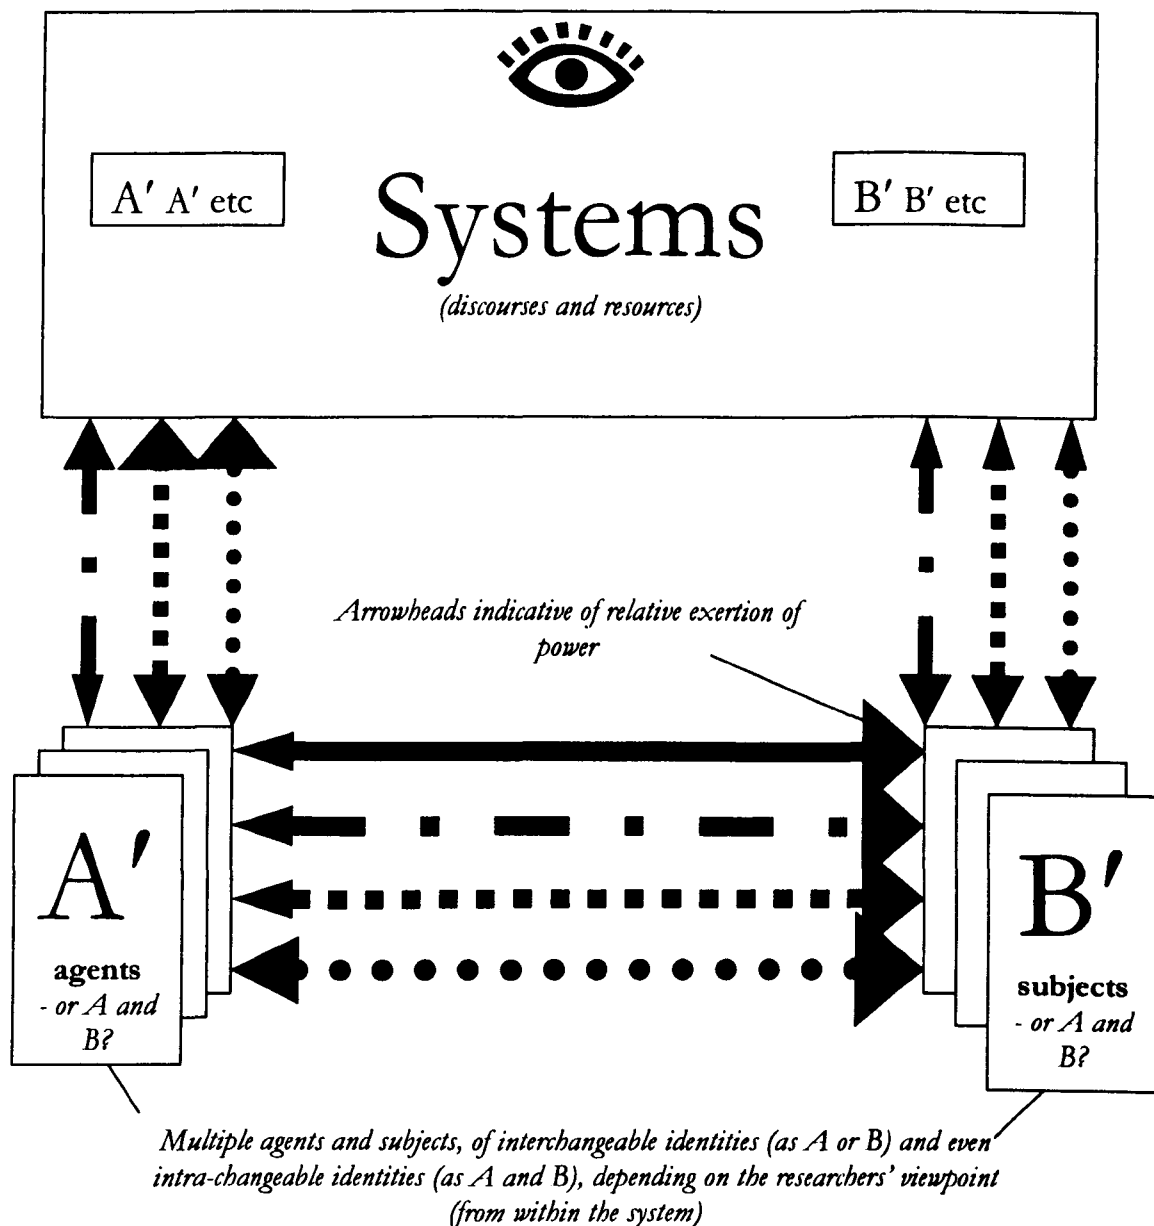 A′ A′ etc
Systems
B′ B′ etc
(discourses and resources)
Arrowheads indicative of relative exertion of
power
A′
agents
- or A and
B?
B′
subjects
- or A and
B?
Multiple agents and subjects, of interchangeable identities (as A or B) and even
intra-changeable identities (as A and B), depending on the researchers' viewpoint
(from within the system)